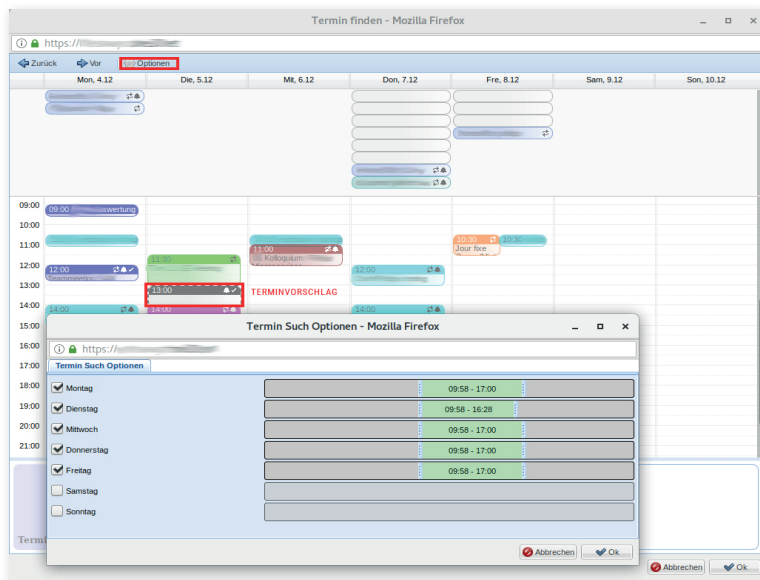 Termin finden - Mozilla Firefox
https://
Zurück Vor Optionen
Mon, 4.12 Die, 5.12 Mit, 6.12 Don, 7.12 Fre, 8.12 Sam, 9.12 Son, 10.12
09:00 09:00 swertung
10:00
10:30 10:30
11:00 11:00 Jour fixe
11:30 Kolloquium
12:00 12:00 12:00
13:00 13:00 TERMINVORSCHLAG
14:00 14:00 14:00 14:00
15:00
16:00
17:00
18:00
19:00
20:00
21:00
Termin Such Optionen - Mozilla Firefox
https://
Termin Such Optionen
Montag 09:58 - 17:00
Dienstag 09:58 - 16:28
Mittwoch 09:58 - 17:00
Donnerstag 09:58 - 17:00
Freitag 09:58 - 17:00
Samstag
Sonntag
Abbrechen Ok
Termi
Abbrechen Ok